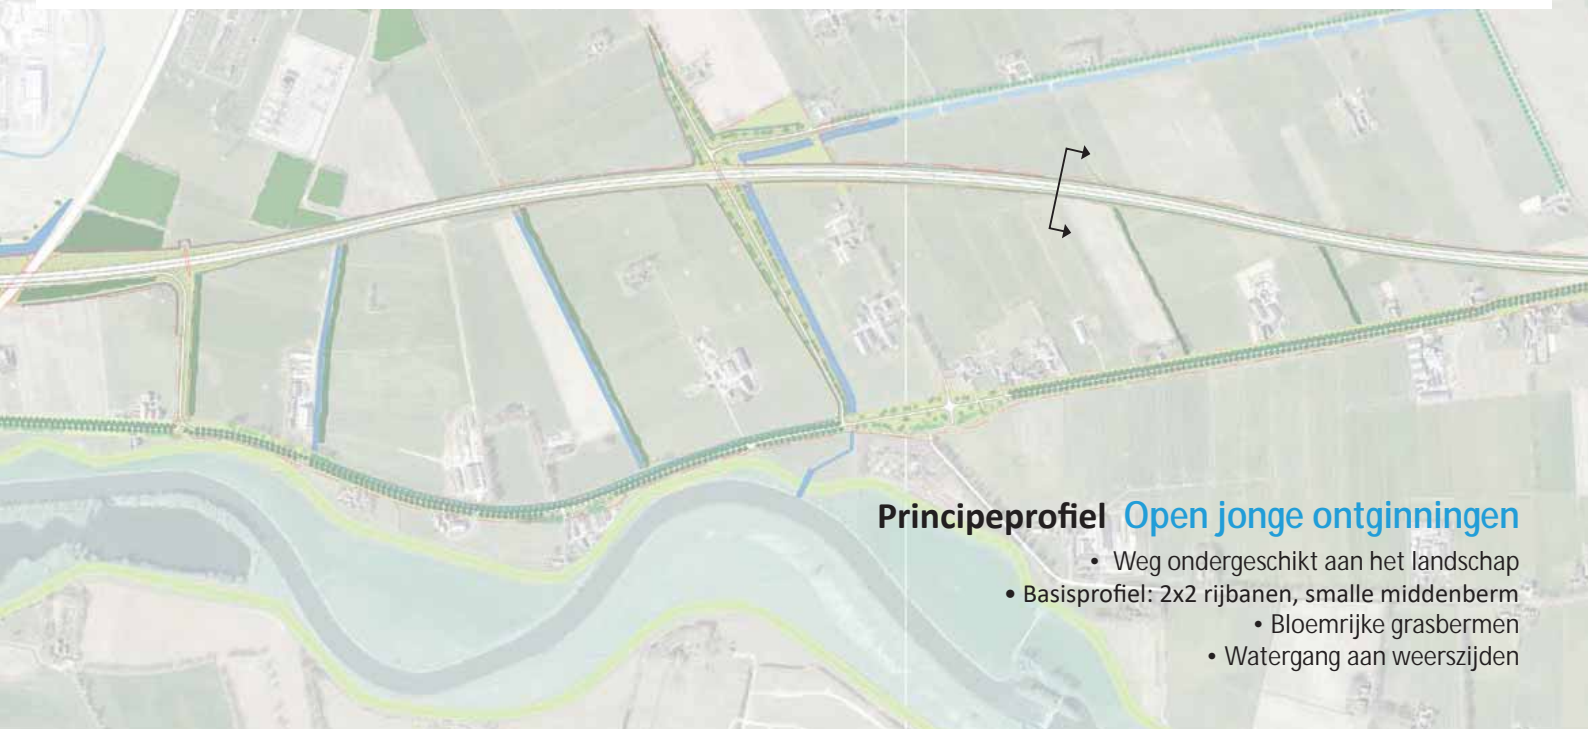 Principeprofiel Open jonge ontginningen
• Weg ondergeschikt aan het landschap
• Basisprofiel: 2x2 rijbanen, smalle middenberm
• Bloemrijke grasbermen
• Watergang aan weerszijden